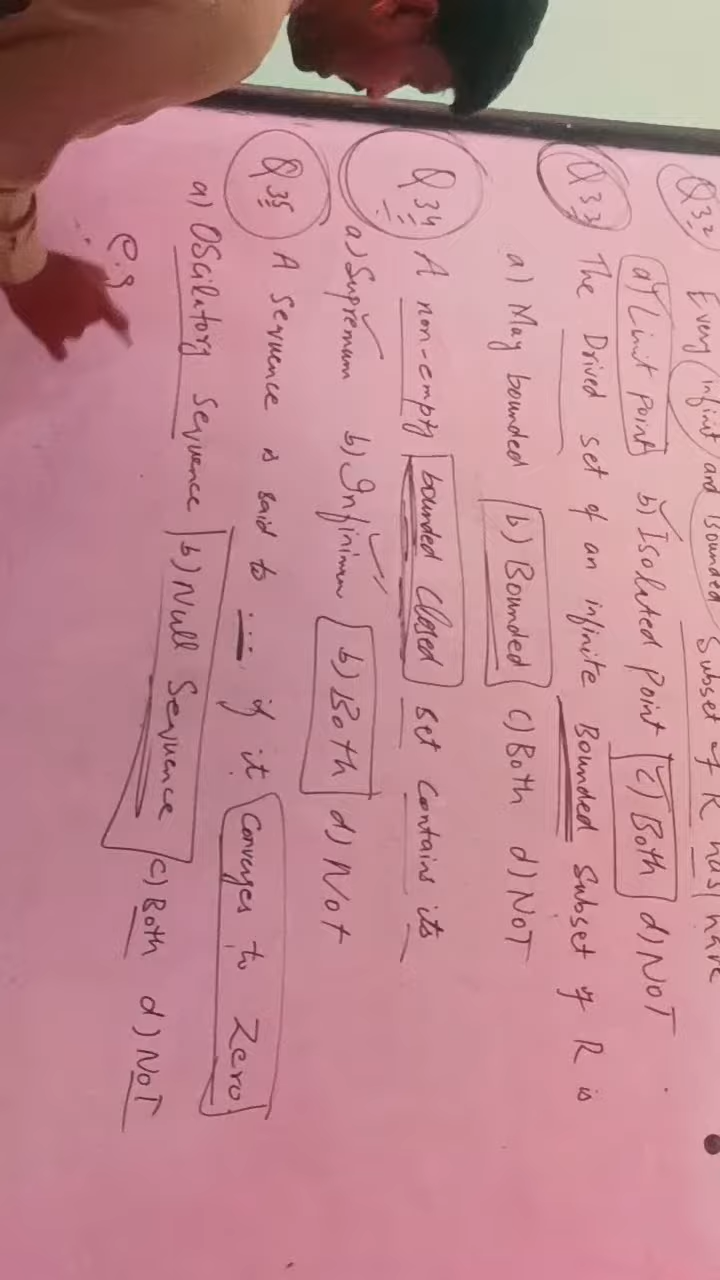 Q32 Every infinit and Bounded Subset of R has/have
a) Limit point b) Isolated point c) Both d) NOT
Q33 The Drived set of an infinite Bounded Subset of R is
a) May bounded b) Bounded c) Both d) NOT
Q34 A non-empty bounded closed set contains its
a) Supremum b) Infinimum b) Both d) Not
Q35 A sequence is said to .... if it Converges to Zero
a) Oscilatory Sequence b) Null Sequence c) Both d) NOT
e.g